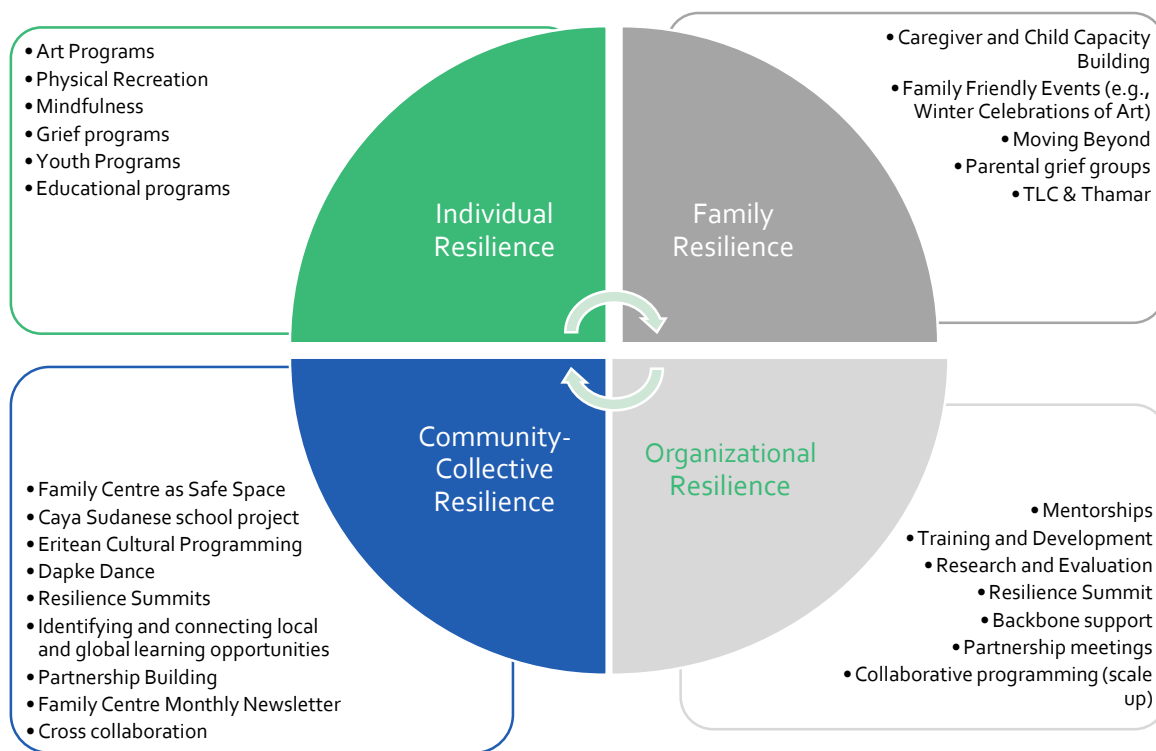 • Art Programs
• Physical Recreation
• Mindfulness
• Grief programs
• Youth Programs
• Educational programs
Individual
Resilience
Family
Resilience
• Caregiver and Child Capacity
Building
• Family Friendly Events (e.g.,
Winter Celebrations of Art)
• Moving Beyond
• Parental grief groups
• TLC & Thamar
• Family Centre as Safe Space
• Caya Sudanese school project
• Eritean Cultural Programming
• Dapke Dance
• Resilience Summits
• Identifying and connecting local
and global learning opportunities
• Partnership Building
• Family Centre Monthly Newsletter
• Cross collaboration
Community-
Collective
Resilience
Organizational
Resilience
• Mentorships
• Training and Development
• Research and Evaluation
• Resilience Summit
• Backbone support
• Partnership meetings
• Collaborative programming (scale
up)